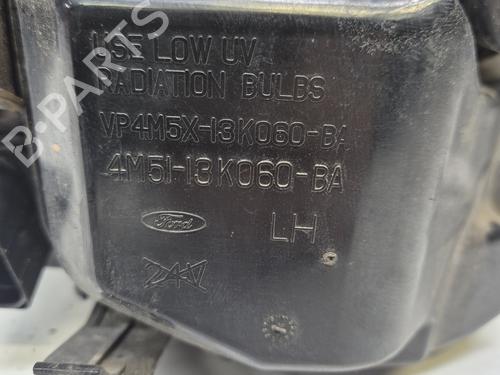 USE LOW UV
RADIATION BULBS
VP4M5X-13K060-BA
4M51-13K060-BA
Ford
LH
B-PARTS